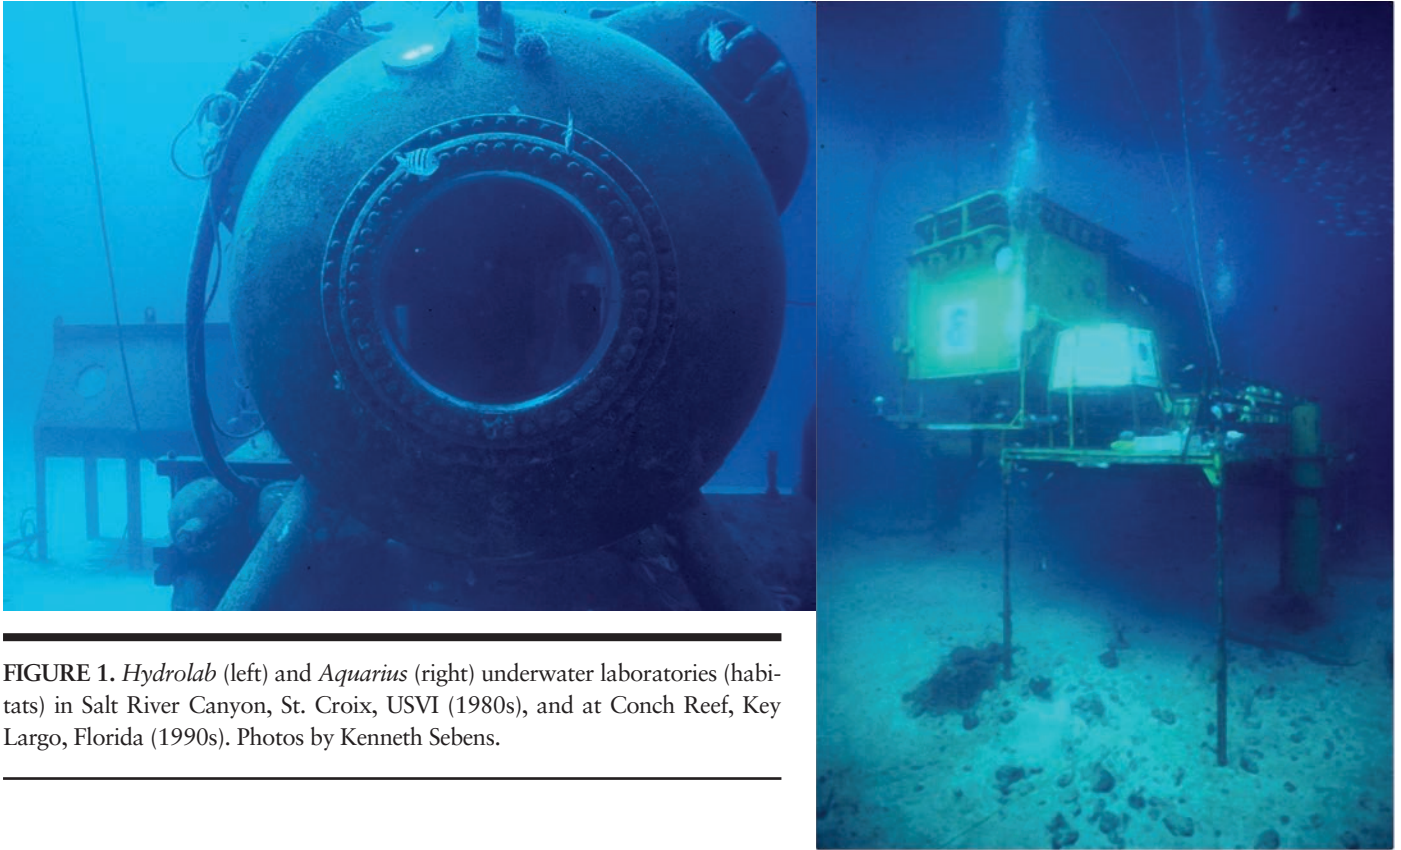 FIGURE 1. Hydrolab (left) and Aquarius (right) underwater laboratories (habi-
tats) in Salt River Canyon, St. Croix, USVI (1980s), and at Conch Reef, Key
Largo, Florida (1990s). Photos by Kenneth Sebens.